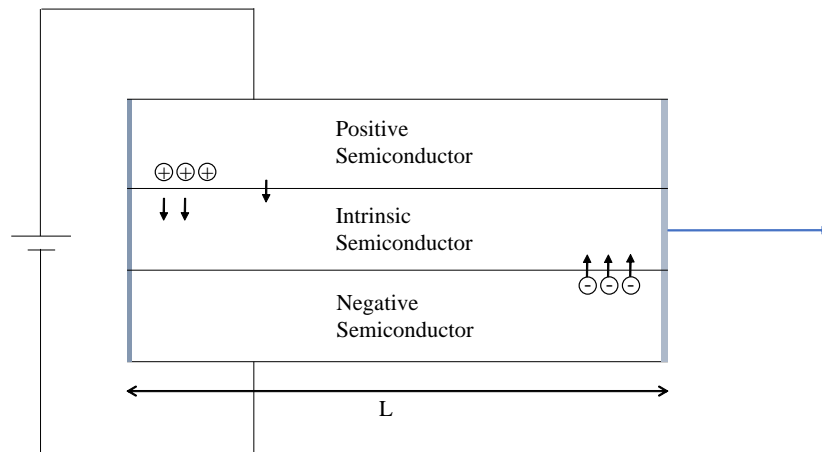 Positive
Semiconductor
+ + +
Intrinsic
Semiconductor
- - -
Negative
Semiconductor
L